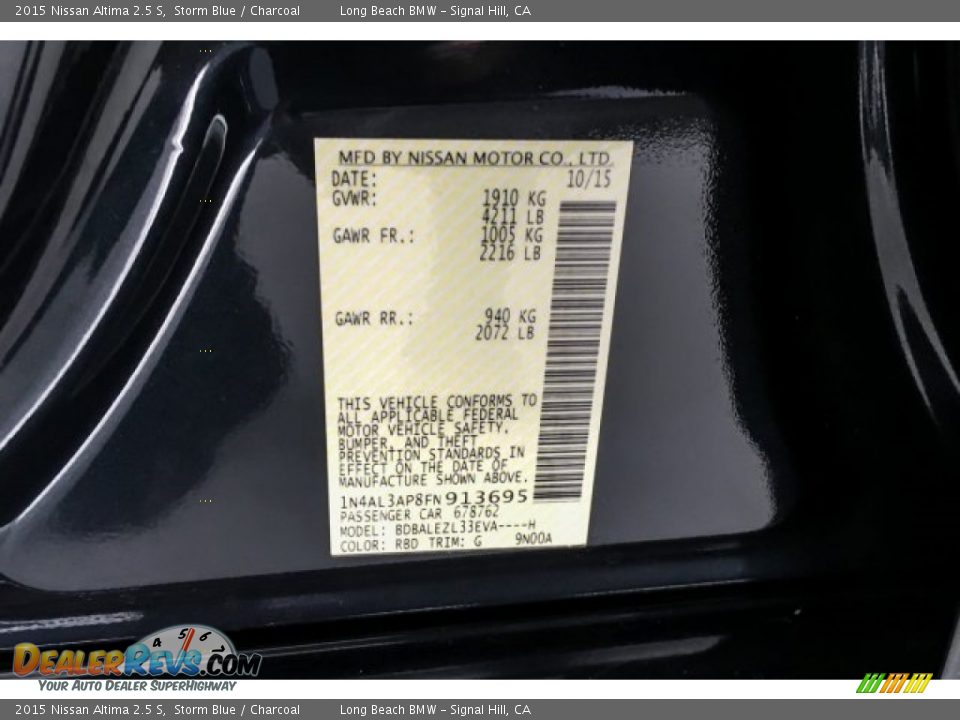 2015 Nissan Altima 2.5 S, Storm Blue / Charcoal Long Beach BMW – Signal Hill, CA
MFD BY NISSAN MOTOR CO., LTD.
DATE: 10/15
GVWR: 1910 KG
4211 LB
GAWR FR.: 1005 KG
2216 LB
GAWR RR.: 940 KG
2072 LB
THIS VEHICLE CONFORMS TO
ALL APPLICABLE FEDERAL
MOTOR VEHICLE SAFETY,
BUMPER, AND THEFT
PREVENTION STANDARDS IN
EFFECT ON THE DATE OF
MANUFACTURE SHOWN ABOVE.
1N4AL3AP8FN913695
PASSENGER CAR 678762
MODEL: BDBALEZL33EVA----H
COLOR: RBD TRIM: G 9N00A
4 5 6
DEALERREVS.COM
YOUR AUTO DEALER SUPERHIGHWAY
2015 Nissan Altima 2.5 S, Storm Blue / Charcoal Long Beach BMW – Signal Hill, CA